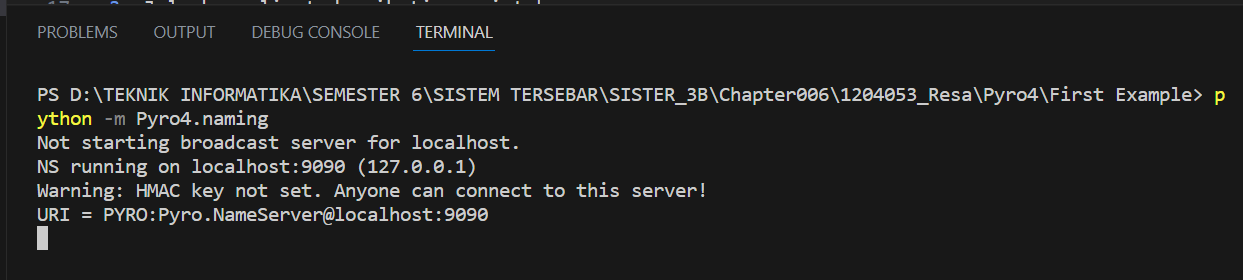 PROBLEMS OUTPUT DEBUG CONSOLE TERMINAL
PS D:\TEKNIK INFORMATIKA\SEMESTER 6\SISTEM TERSEBAR\SISTER_3B\Chapter006\1204053_Resa\Pyro4\First Example> p
ython -m Pyro4.naming
Not starting broadcast server for localhost.
NS running on localhost:9090 (127.0.0.1)
Warning: HMAC key not set. Anyone can connect to this server!
URI = PYRO:Pyro.NameServer@localhost:9090